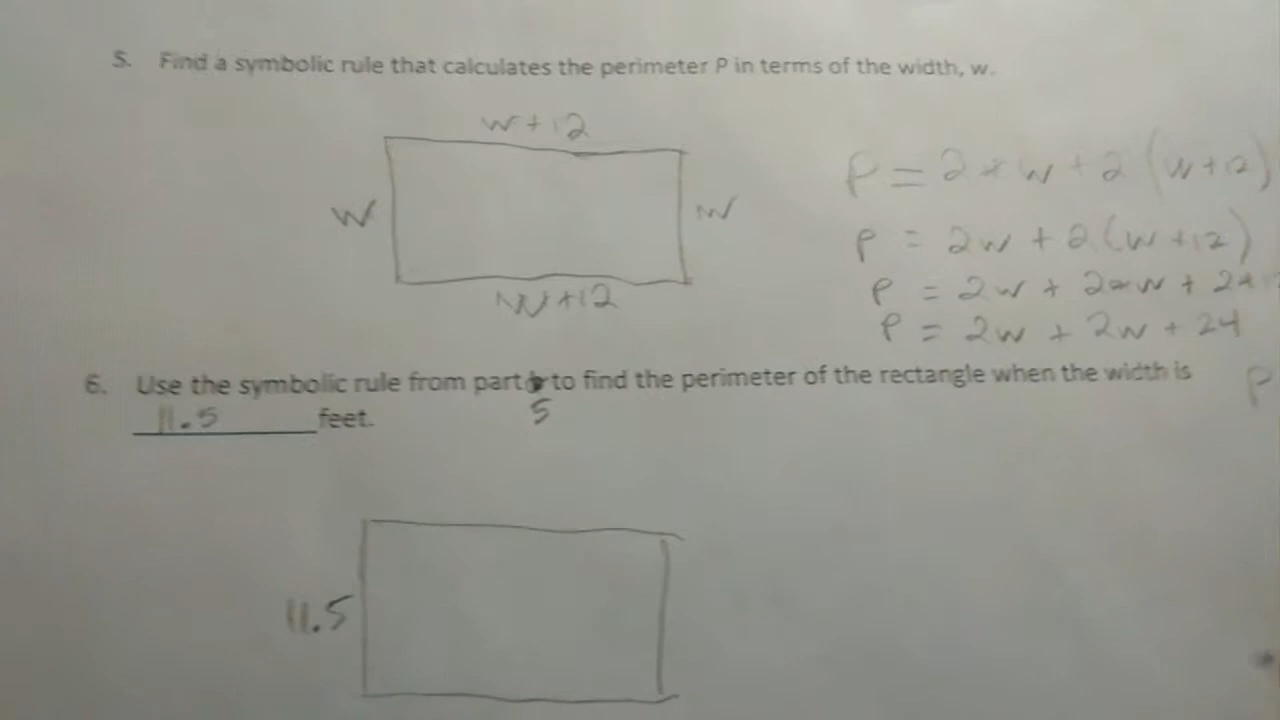 5. Find a symbolic rule that calculates the perimeter P in terms of the width, w.
w+12
w
w
w+12
P = 2*w+2(w+12)
P = 2w + 2(w+12)
P = 2w + 2*w + 2*
P = 2w + 2w + 24
P
6. Use the symbolic rule from part to find the perimeter of the rectangle when the width is
5
11.5 feet.
11.5